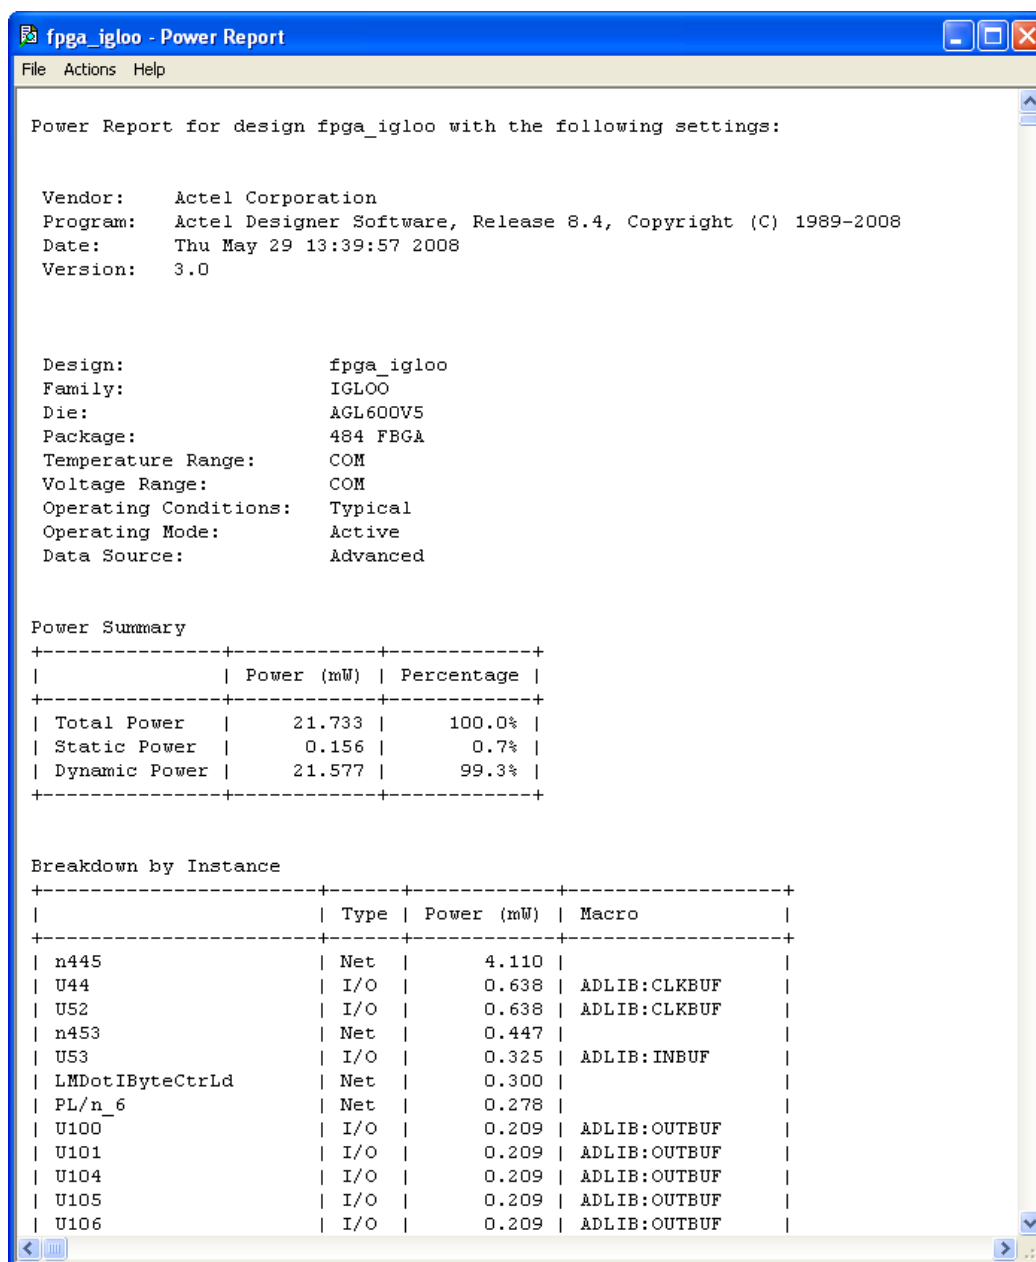 fpga_igloo - Power Report
File Actions Help
Power Report for design fpga_igloo with the following settings:
Vendor: Actel Corporation
Program: Actel Designer Software, Release 8.4, Copyright (C) 1989-2008
Date: Thu May 29 13:39:57 2008
Version: 3.0
Design: fpga_igloo
Family: IGLOO
Die: AGL600V5
Package: 484 FBGA
Temperature Range: COM
Voltage Range: COM
Operating Conditions: Typical
Operating Mode: Active
Data Source: Advanced
Power Summary
+---------------+------------+------------+
| | Power (mW) | Percentage |
+---------------+------------+------------+
| Total Power | 21.733 | 100.0% |
| Static Power | 0.156 | 0.7% |
| Dynamic Power | 21.577 | 99.3% |
+---------------+------------+------------+
Breakdown by Instance
+-----------------------+------+------------+------------------+
| | Type | Power (mW) | Macro |
+-----------------------+------+------------+------------------+
| n445 | Net | 4.110 | |
| U44 | I/O | 0.638 | ADLIB:CLKBUF |
| U52 | I/O | 0.638 | ADLIB:CLKBUF |
| n453 | Net | 0.447 | |
| U53 | I/O | 0.325 | ADLIB:INBUF |
| LMDotIByteCtrLd | Net | 0.300 | |
| PL/n_6 | Net | 0.278 | |
| U100 | I/O | 0.209 | ADLIB:OUTBUF |
| U101 | I/O | 0.209 | ADLIB:OUTBUF |
| U104 | I/O | 0.209 | ADLIB:OUTBUF |
| U105 | I/O | 0.209 | ADLIB:OUTBUF |
| U106 | I/O | 0.209 | ADLIB:OUTBUF |